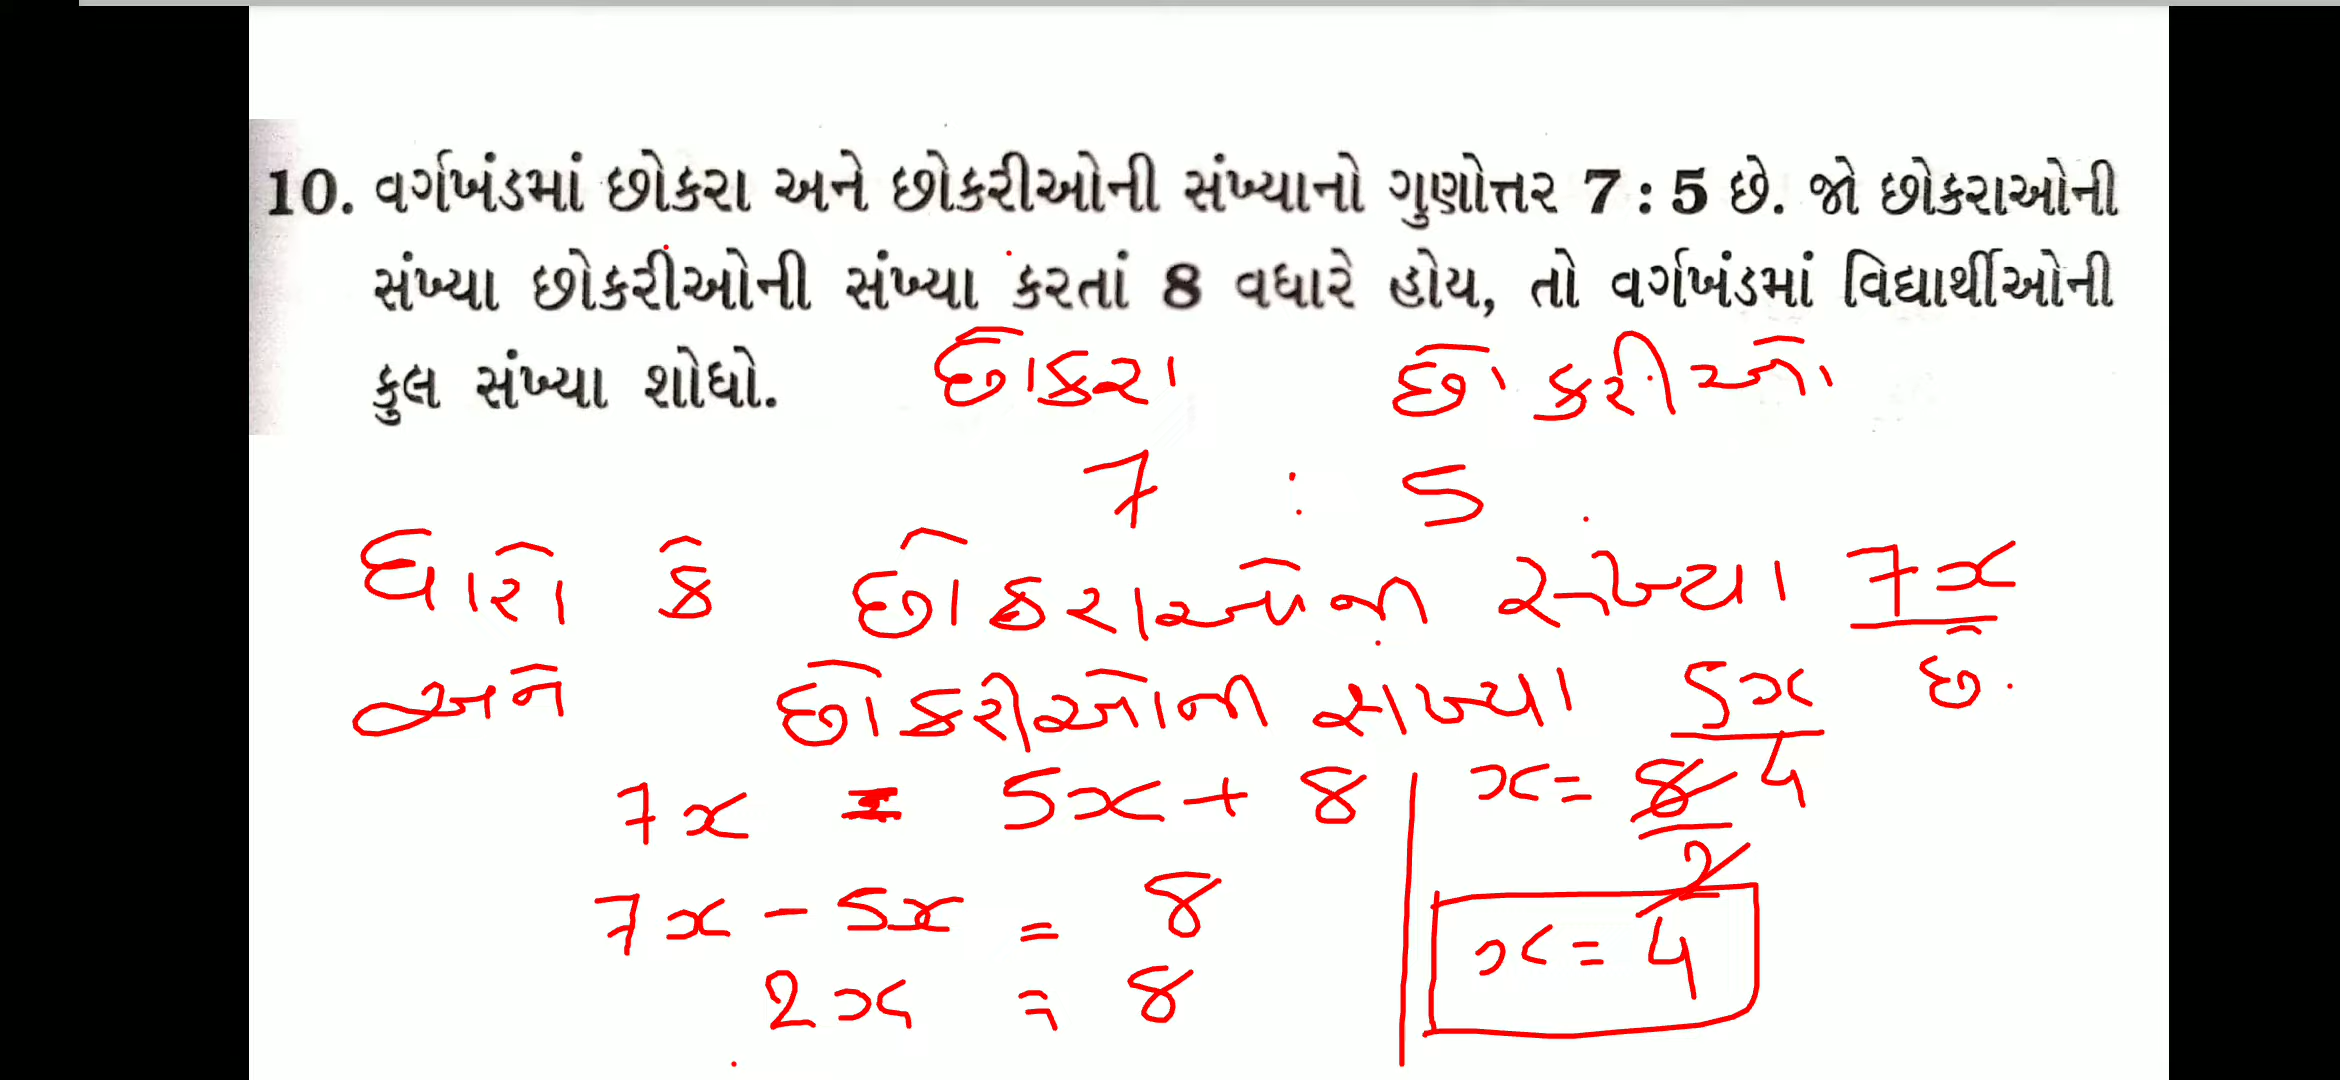 10. વર્ગખંડમાં છોકરા અને છોકરીઓની સંખ્યાનો ગુણોત્તર 7 : 5 છે. જો છોકરાઓની
સંખ્યા છોકરીઓની સંખ્યા કરતાં 8 વધારે હોય, તો વર્ગખંડમાં વિદ્યાર્થીઓની
કુલ સંખ્યા શોધો.
છોકરા છોકરીઓ
7 : 5
ધારો કે છોકરાઓની સંખ્યા 7x
અને છોકરીઓની સંખ્યા 5x છે.
7x = 5x + 8
7x - 5x = 8
2x = 8
x = 8/2 4
x = 4